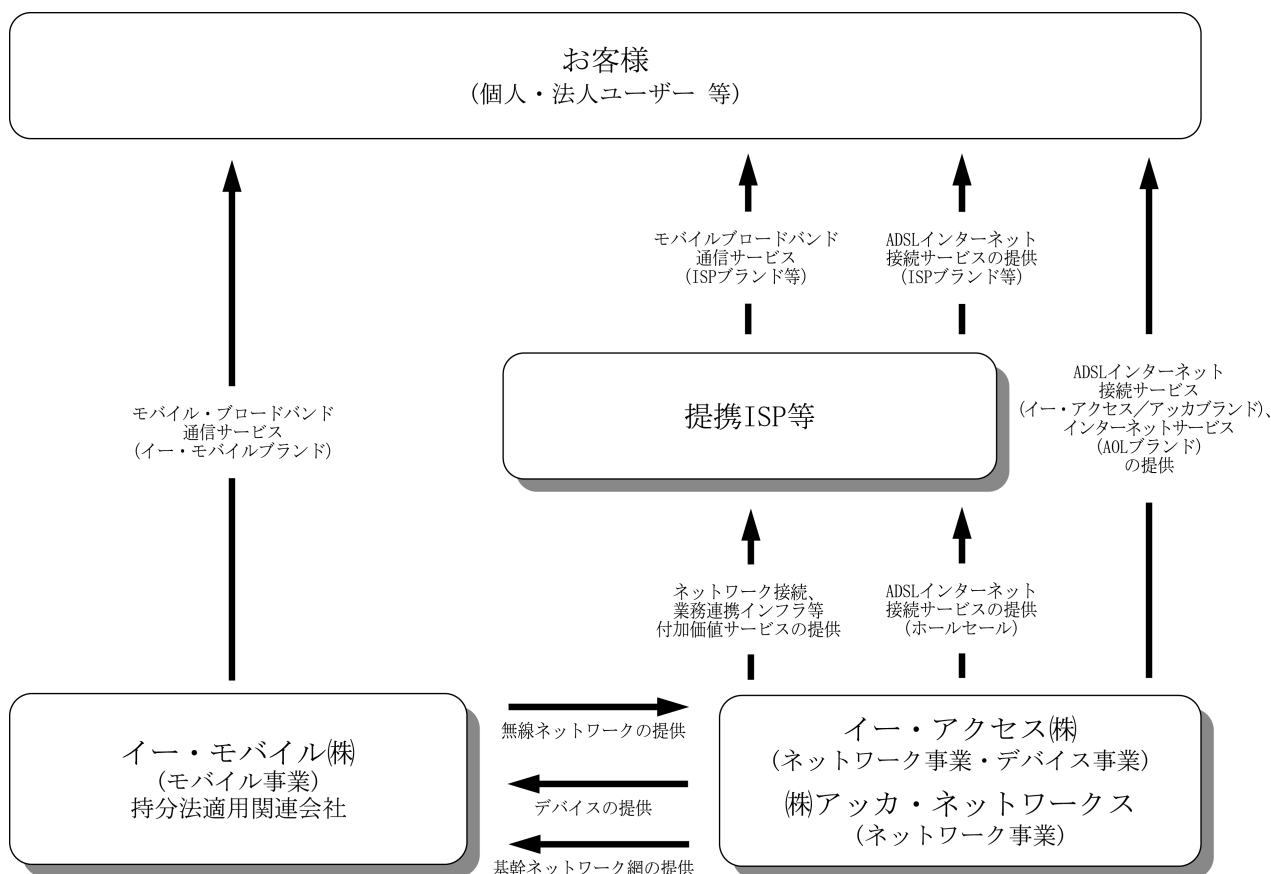 お客様
（個人・法人ユーザー 等）
モバイルブロードバンド
通信サービス
（ISPブランド等）
ADSLインターネット
接続サービスの提供
（ISPブランド等）
ADSLインターネット
接続サービス
（イー・アクセス／アッカブランド）、
インターネットサービス
（AOLブランド）
の提供
モバイル・ブロードバンド
通信サービス
（イー・モバイルブランド）
提携ISP等
ネットワーク接続、
業務連携インフラ等
付加価値サービスの提供
ADSLインターネット
接続サービスの提供
（ホールセール）
イー・モバイル㈱
（モバイル事業）
持分法適用関連会社
無線ネットワークの提供
デバイスの提供
基幹ネットワーク網の提供
イー・アクセス㈱
（ネットワーク事業・デバイス事業）
㈱アッカ・ネットワークス
（ネットワーク事業）